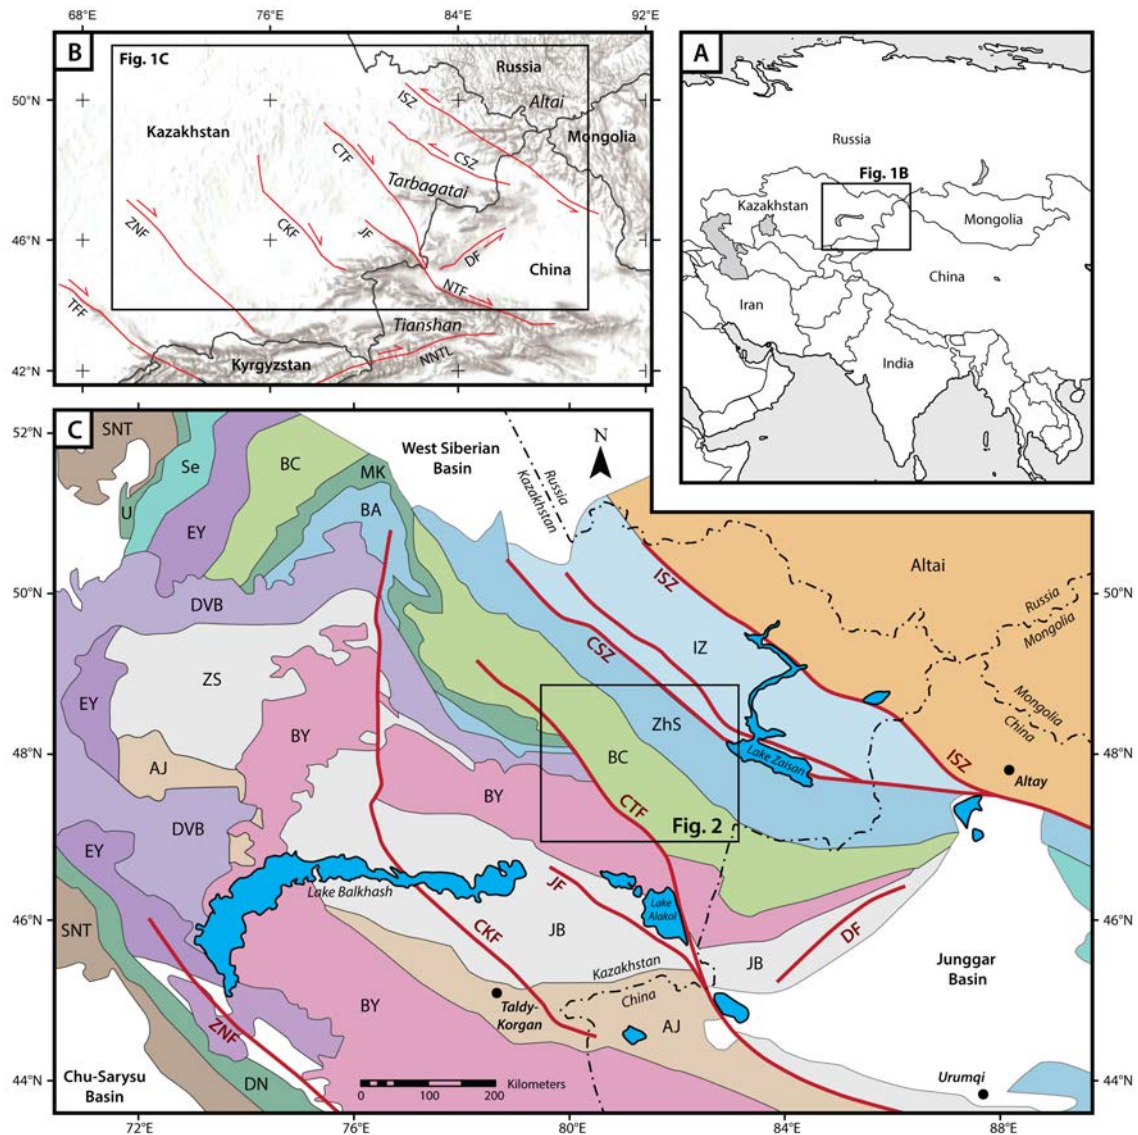 68°E 76°E 84°E 92°E
B
Fig. 1C
Russia
Altai
50°N
ISZ
Kazakhstan
Mongolia
CTF
CSZ
Tarbagatai
ZNF
CKF
JF
46°N
DF
China
NTF
TFF
Tianshan
NNTL
Kyrgyzstan
42°N
A
Russia
Fig. 1B
Kazakhstan
Mongolia
China
Iran
India
C
52°N
SNT
Se
BC
MK
West Siberian
Basin
N
Russia
Kazakhstan
U
EY
BA
ISZ
Altai
50°N
DVB
50°N
Russia
Mongolia
CSZ
IZ
ZS
EY
Mongolia
China
BY
ZhS
48°N
AJ
BC
Lake Zaisan
ISZ
48°N
Altay
BY
CTF
DVB
Fig. 2
EY
Lake Balkhash
JF
Lake
Alakol
46°N
SNT
CKF
JB
DF
46°N
JB
Kazakhstan
China
Junggar
Basin
Taldy-
Korgan
BY
AJ
ZNF
44°N
Chu-Sarysu
Basin
DN
Kilometers
0 100 200
Urumqi
44°N
72°E 76°E 80°E 84°E 88°E